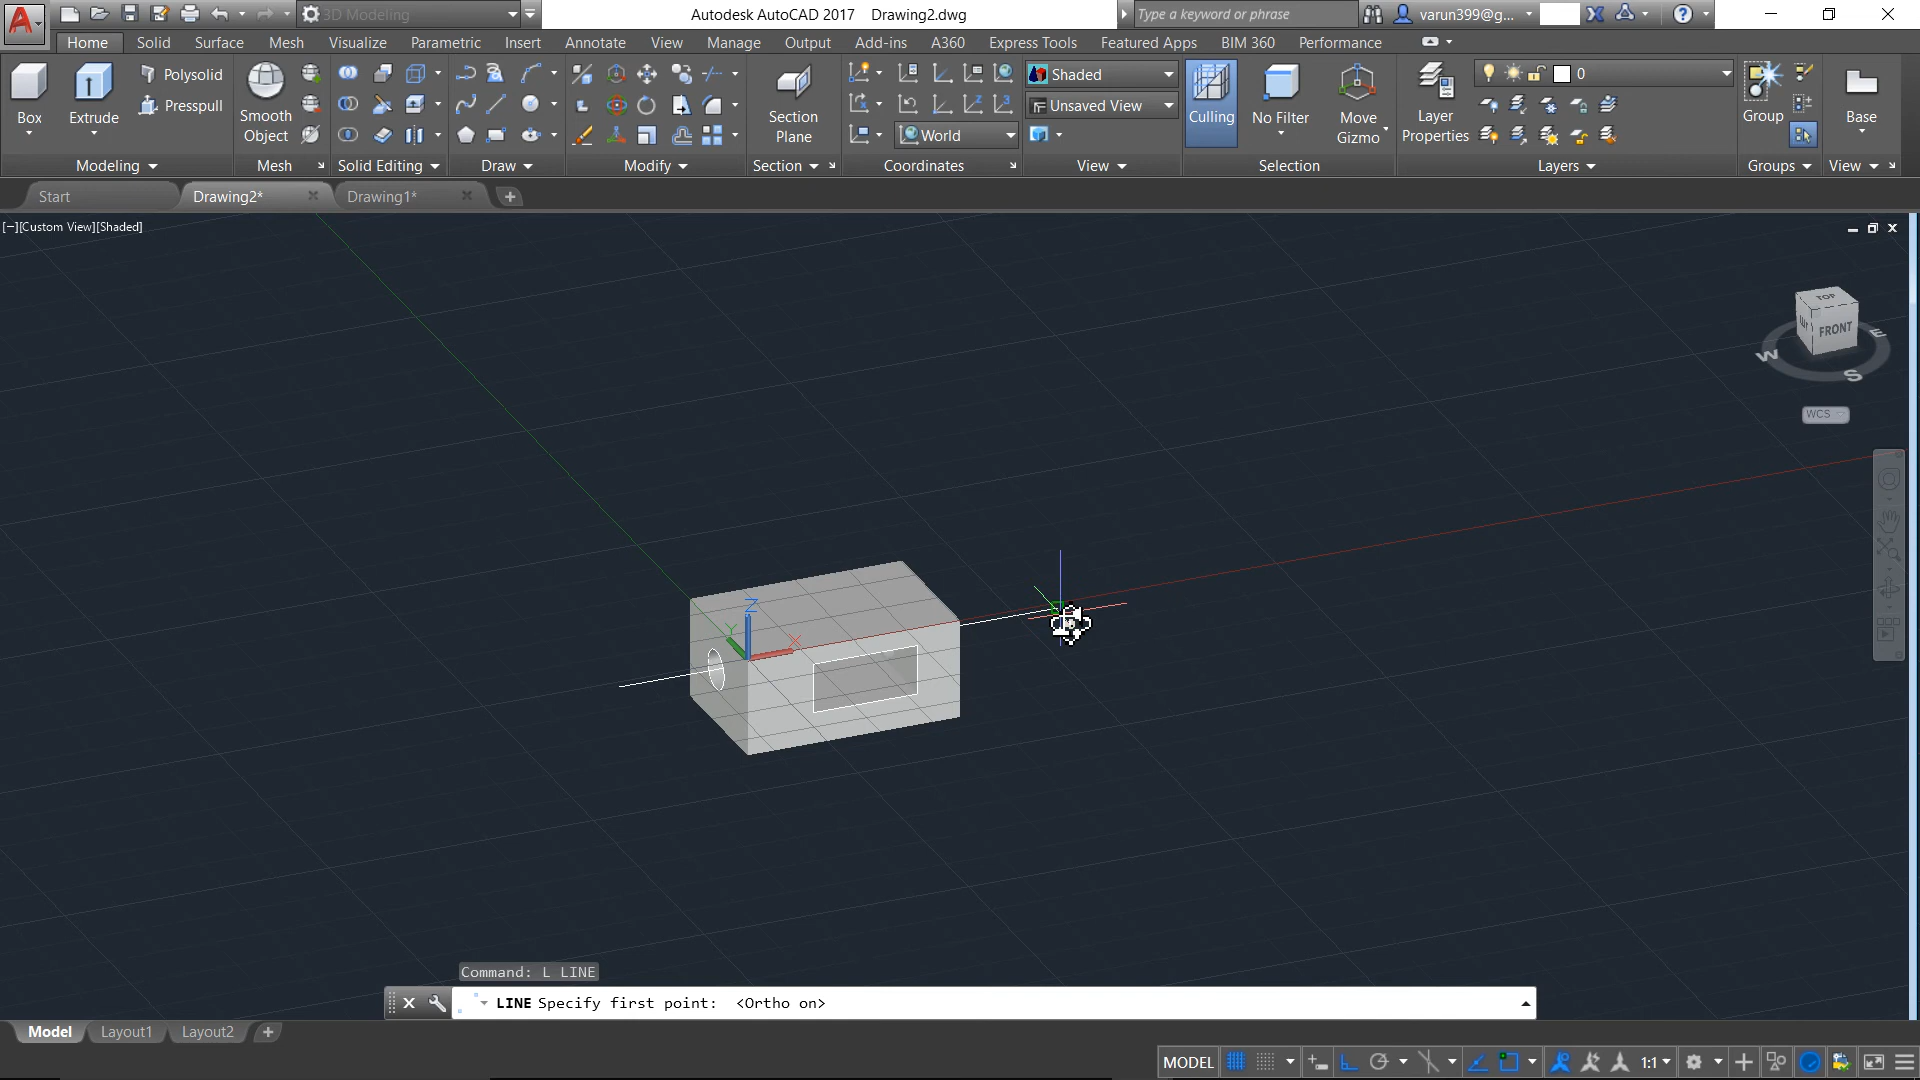 3D Modeling
Autodesk AutoCAD 2017 Drawing2.dwg
Type a keyword or phrase
varun399@g...
Home Solid Surface Mesh Visualize Parametric Insert Annotate View Manage Output Add-ins A360 Express Tools Featured Apps BIM 360 Performance
Box
Extrude
Polysolid
Presspull
Modeling
Smooth
Object
Mesh
Solid Editing
Draw
Modify
Section
Plane
Section
World
Coordinates
Shaded
Unsaved View
View
Culling
No Filter
Move
Gizmo
Selection
Layer
Properties
0
Layers
Group
Groups
Base
View
Start
Drawing2*
Drawing1*
[−][Custom View][Shaded]
TOP
FRONT
W
S
E
WCS
Z
Y
X
Command: L LINE
LINE Specify first point: <Ortho on>
Model Layout1 Layout2
MODEL
1:1